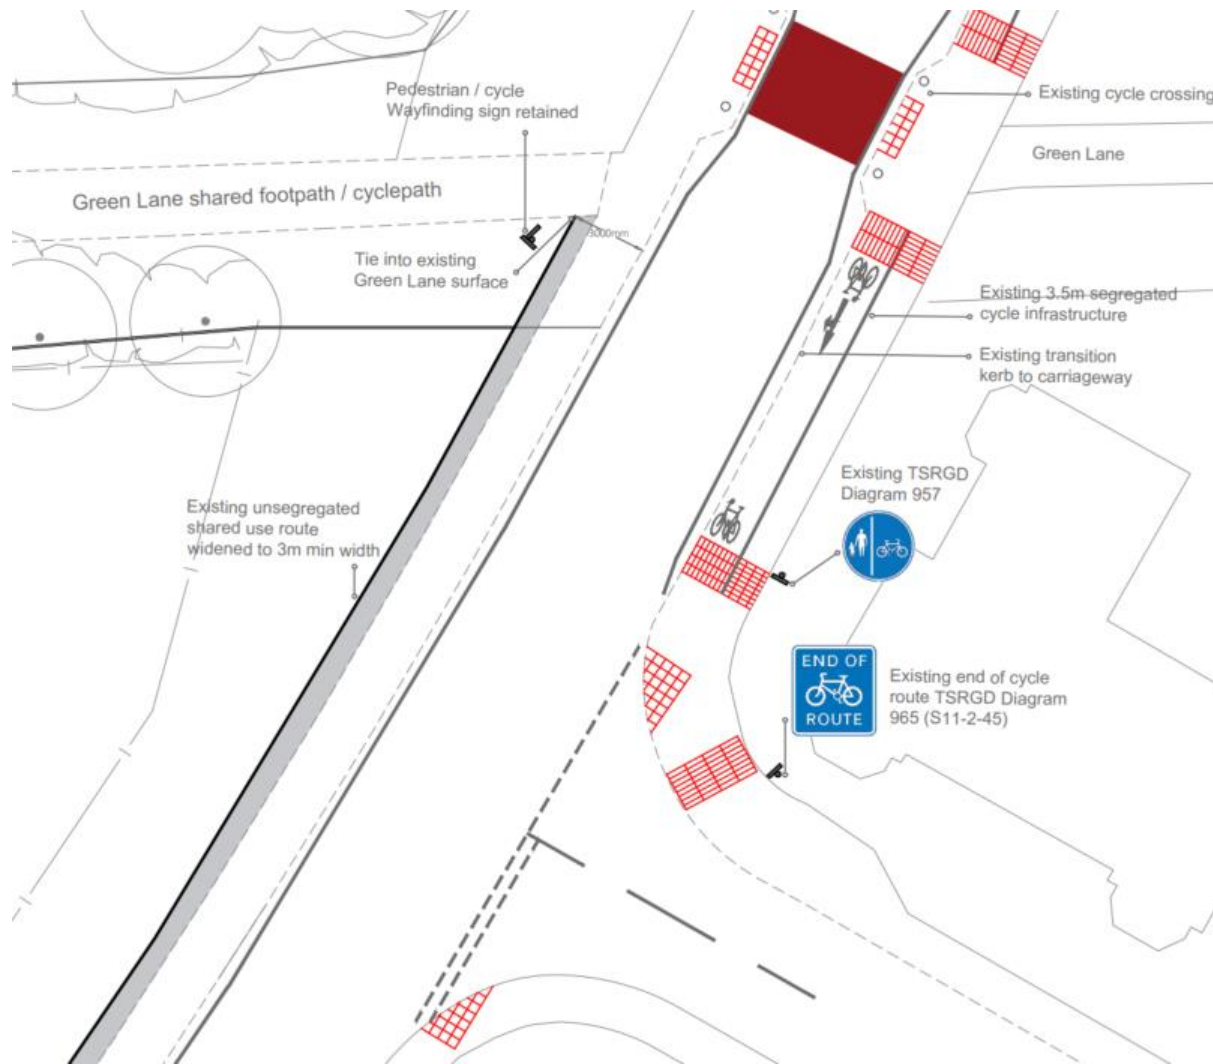 Pedestrian / cycle
Wayfinding sign retained
Existing cycle crossing
Green Lane
Green Lane shared footpath / cyclepath
3000mm
Tie into existing
Green Lane surface
Existing 3.5m segregated
cycle infrastructure
Existing transition
kerb to carriageway
Existing TSRGD
Diagram 957
Existing unsegregated
shared use route
widened to 3m min width
END OF
ROUTE
Existing end of cycle
route TSRGD Diagram
965 (S11-2-45)